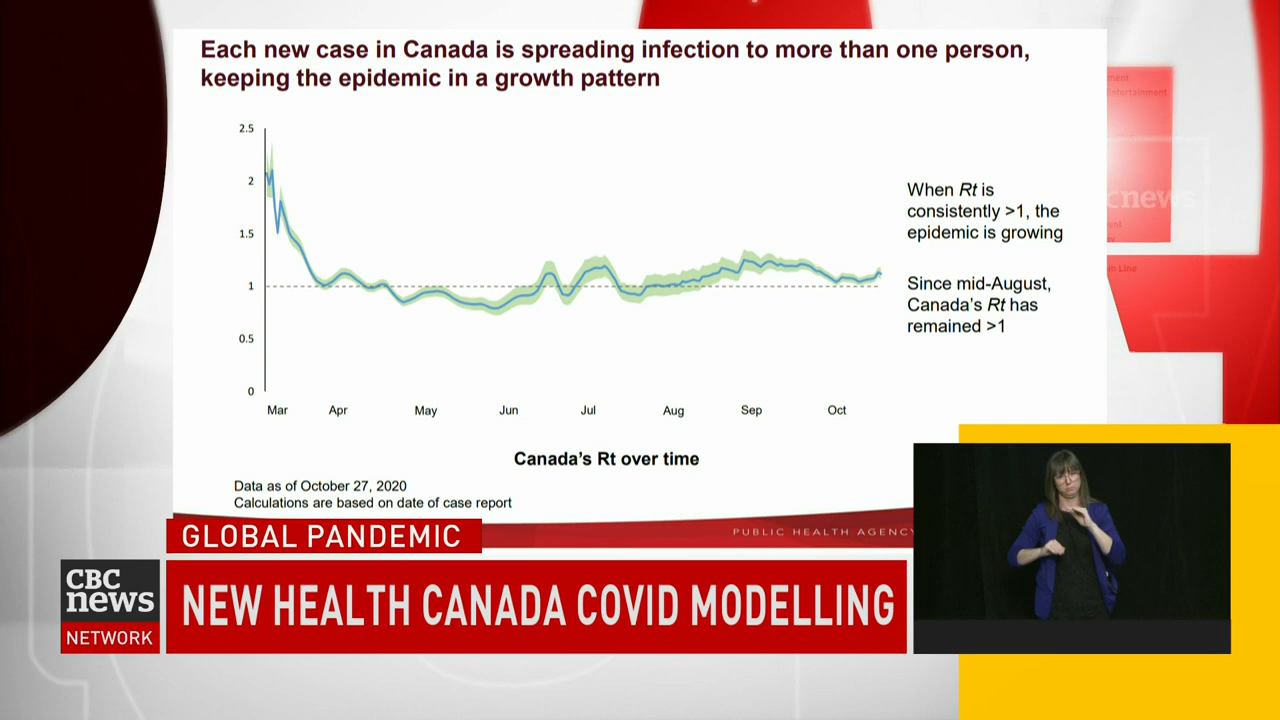 Each new case in Canada is spreading infection to more than one person,
keeping the epidemic in a growth pattern
2.5
2
1.5
1
0.5
0
Mar Apr May Jun Jul Aug Sep Oct
Canada's Rt over time
When Rt is
consistently >1, the
epidemic is growing
Since mid-August,
Canada's Rt has
remained >1
Data as of October 27, 2020
Calculations are based on date of case report
PUBLIC HEALTH AGENCY
GLOBAL PANDEMIC
CBC
news
NETWORK
NEW HEALTH CANADA COVID MODELLING
Entertainment
cnews